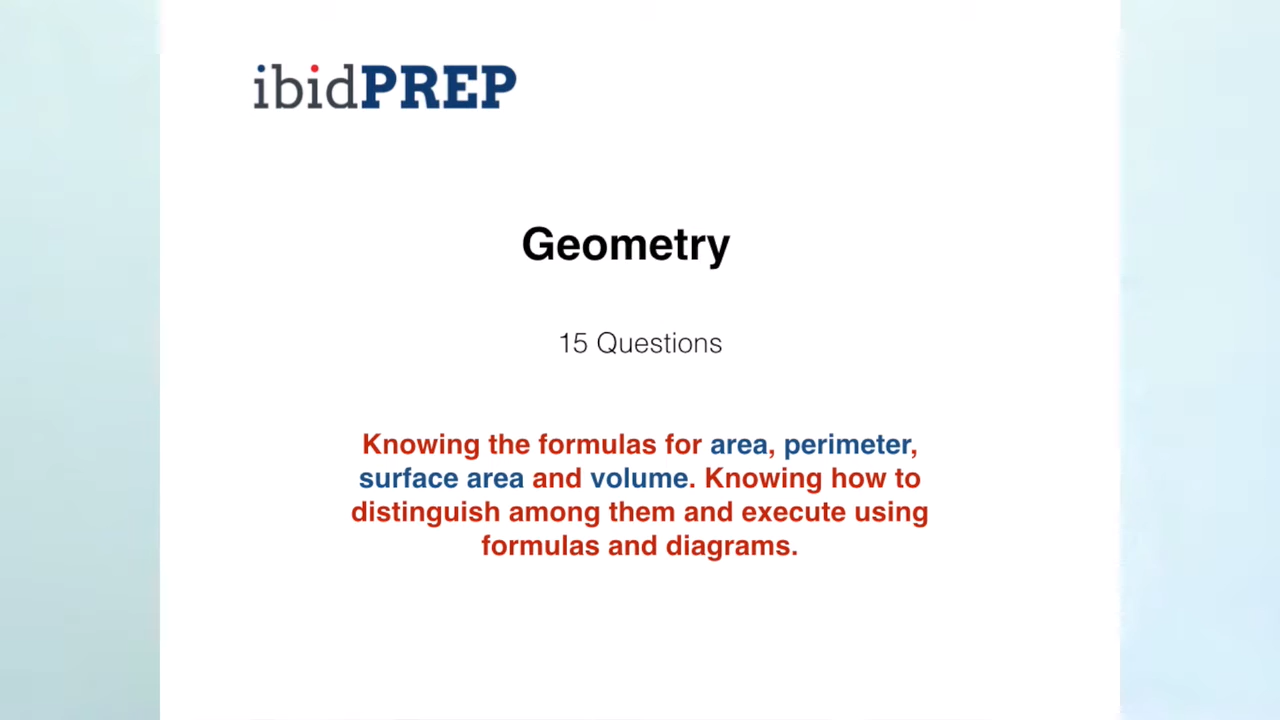 ibidPREP
Geometry
15 Questions
Knowing the formulas for area, perimeter,
surface area and volume. Knowing how to
distinguish among them and execute using
formulas and diagrams.